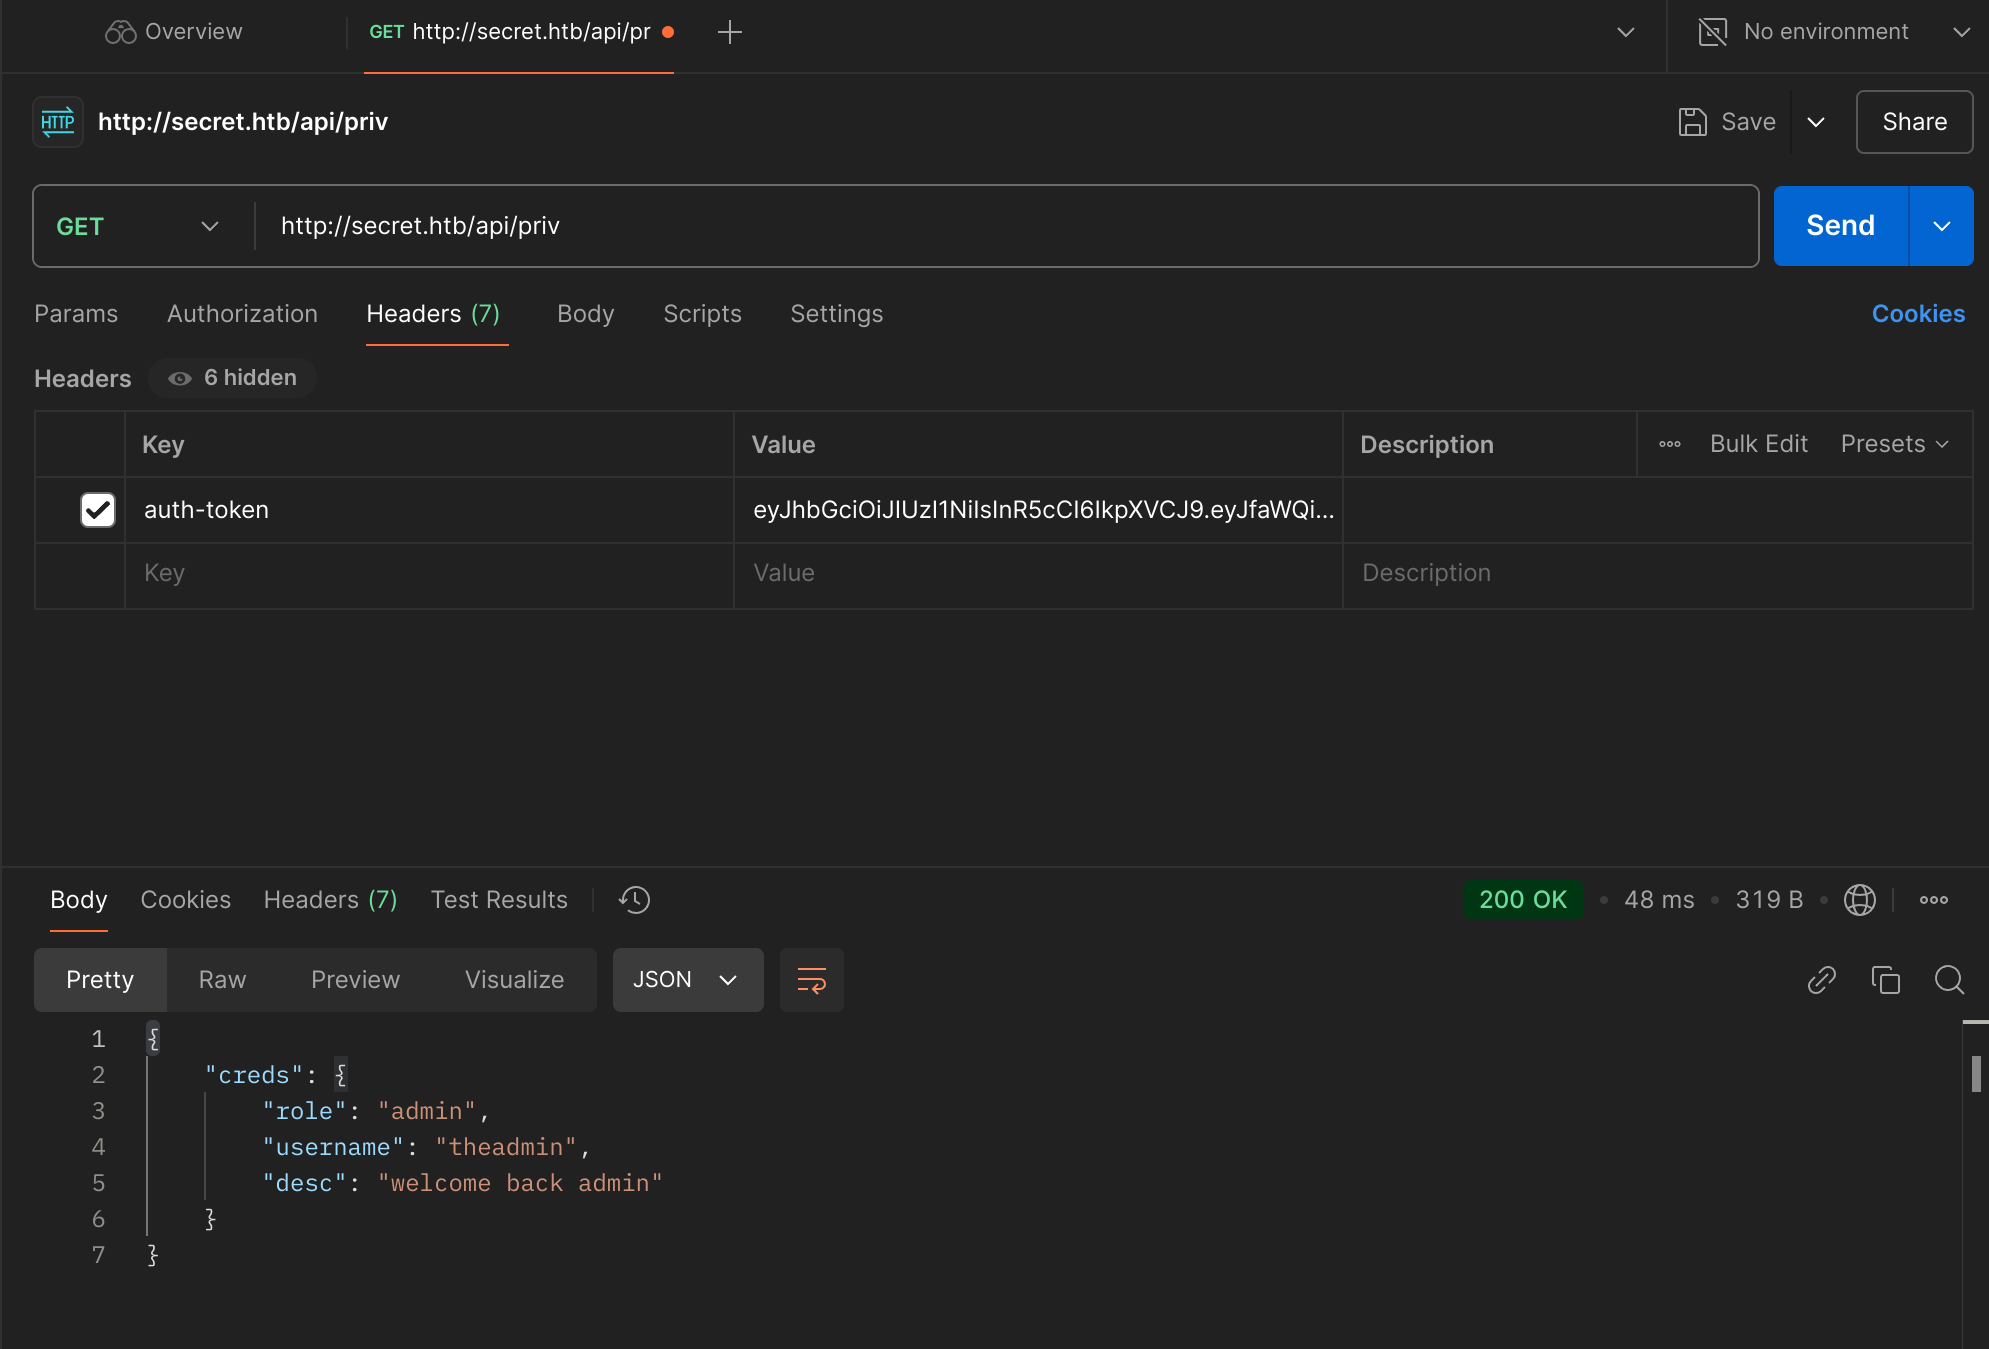 Overview
GET http://secret.htb/api/pr
No environment
HTTP http://secret.htb/api/priv
Save
Share
GET http://secret.htb/api/priv
Send
Params Authorization Headers (7) Body Scripts Settings Cookies
Headers 6 hidden
Key Value Description Bulk Edit Presets
auth-token eyJhbGciOiJIUzI1NiIsInR5cCI6IkpXVCJ9.eyJfaWQi...
Key Value Description
Body Cookies Headers (7) Test Results 200 OK 48 ms 319 B
Pretty Raw Preview Visualize JSON
1 {
2 "creds": {
3 "role": "admin",
4 "username": "theadmin",
5 "desc": "welcome back admin"
6 }
7 }